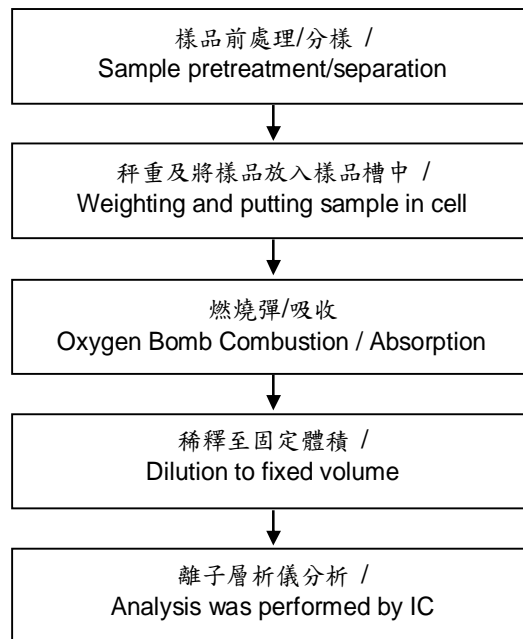 樣品前處理/分樣 /
Sample pretreatment/separation
秤重及將樣品放入樣品槽中 /
Weighting and putting sample in cell
燃燒彈/吸收
Oxygen Bomb Combustion / Absorption
稀釋至固定體積 /
Dilution to fixed volume
離子層析儀分析 /
Analysis was performed by IC